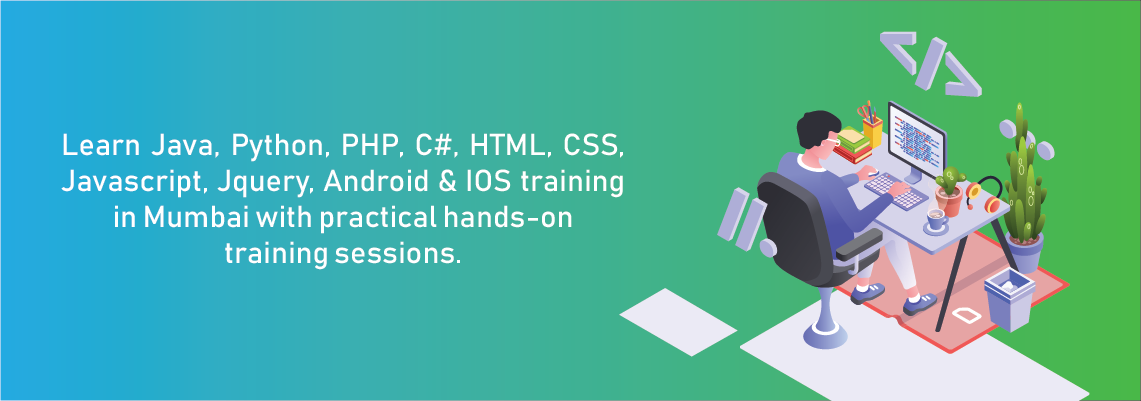 Learn Java, Python, PHP, C#, HTML, CSS,
Javascript, Jquery, Android & IOS training
in Mumbai with practical hands-on
training sessions.
</>